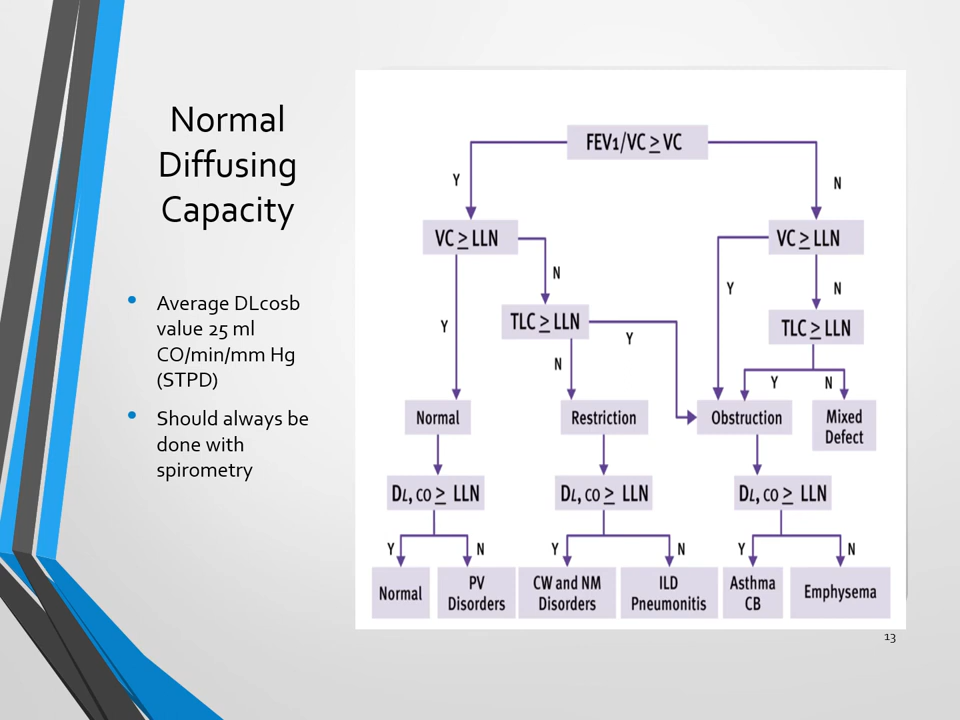 Normal
Diffusing
Capacity
• Average DLcosb
value 25 ml
CO/min/mm Hg
(STPD)
• Should always be
done with
spirometry
FEV1/VC ≥ VC
Y
N
VC ≥ LLN
VC ≥ LLN
N
Y
N
Y
TLC ≥ LLN
TLC ≥ LLN
Y
N
Y
N
Normal
Restriction
Obstruction
Mixed
Defect
DL, CO ≥ LLN
DL, CO ≥ LLN
DL, CO ≥ LLN
Y
N
Y
N
Y
N
Normal
PV
Disorders
CW and NM
Disorders
ILD
Pneumonitis
Asthma
CB
Emphysema
13